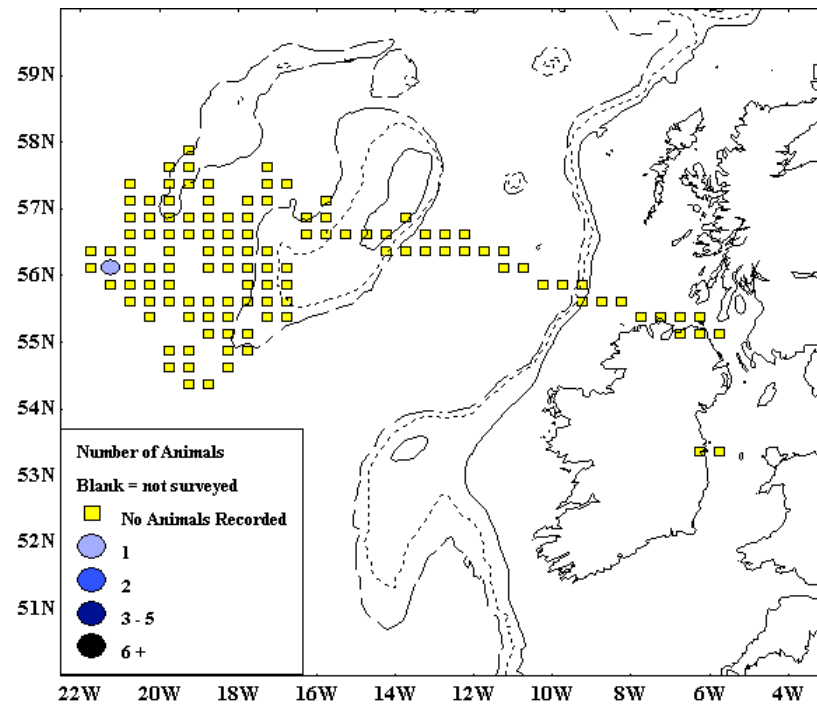 59N
58N
57N
56N
55N
54N
53N
52N
51N
Number of Animals
Blank = not surveyed
No Animals Recorded
1
2
3 - 5
6 +
22W 20W 18W 16W 14W 12W 10W 8W 6W 4W